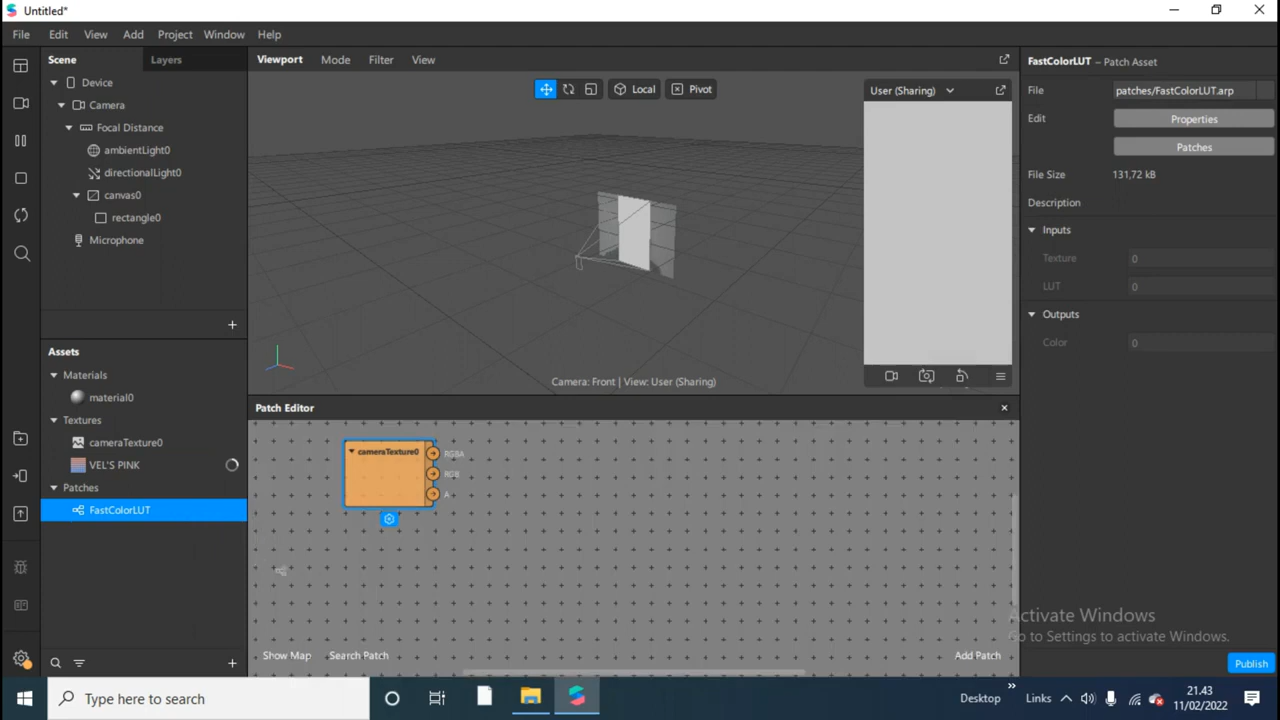 Untitled*
File Edit View Add Project Window Help
Scene Layers
Device
Camera
Focal Distance
ambientLight0
directionalLight0
canvas0
rectangle0
Microphone
Assets
Materials
material0
Textures
cameraTexture0
VEL'S PINK
Patches
FastColorLUT
Viewport Mode Filter View
Local Pivot
User (Sharing)
Camera: Front | View: User (Sharing)
Patch Editor
cameraTexture0
RGBA
RGB
A
Show Map Search Patch Add Patch
FastColorLUT – Patch Asset
File patches/FastColorLUT.arp
Edit Properties
Patches
File Size 131,72 kB
Description
Inputs
Texture 0
LUT 0
Outputs
Color 0
Activate Windows
Go to Settings to activate Windows.
Publish
Type here to search
Desktop » Links
21.43
11/02/2022